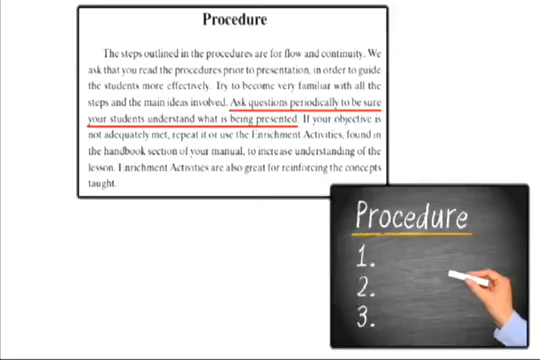 Procedure
The steps outlined in the procedures are for flow and continuity. We
ask that you read the procedures prior to presentation, in order to guide
the students more effectively. Try to become very familiar with all the
steps and the main ideas involved. Ask questions periodically to be sure
your students understand what is being presented. If your objective is
not adequately met, repeat it or use the Enrichment Activities, found in
the handbook section of your manual, to increase understanding of the
lesson. Enrichment Activities are also great for reinforcing the concepts
taught.
Procedure
1.
2.
3.